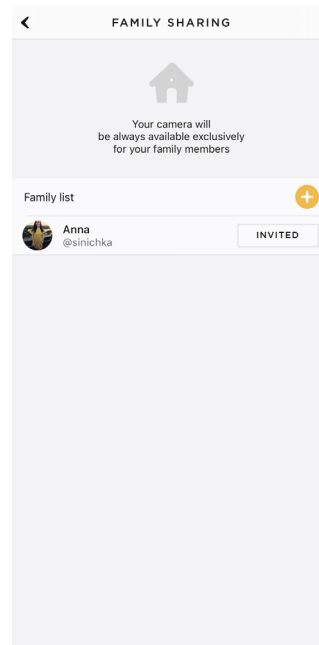 FAMILY SHARING
Your camera will
be always available exclusively
for your family members
Family list
Anna
@sinichka
INVITED